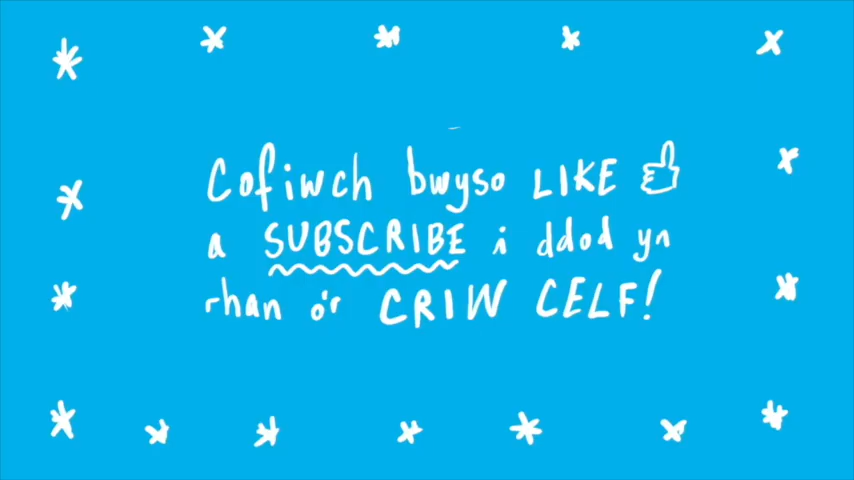 Cofiwch bwyso LIKE
a SUBSCRIBE i ddod yn
rhan o'r CRIW CELF!